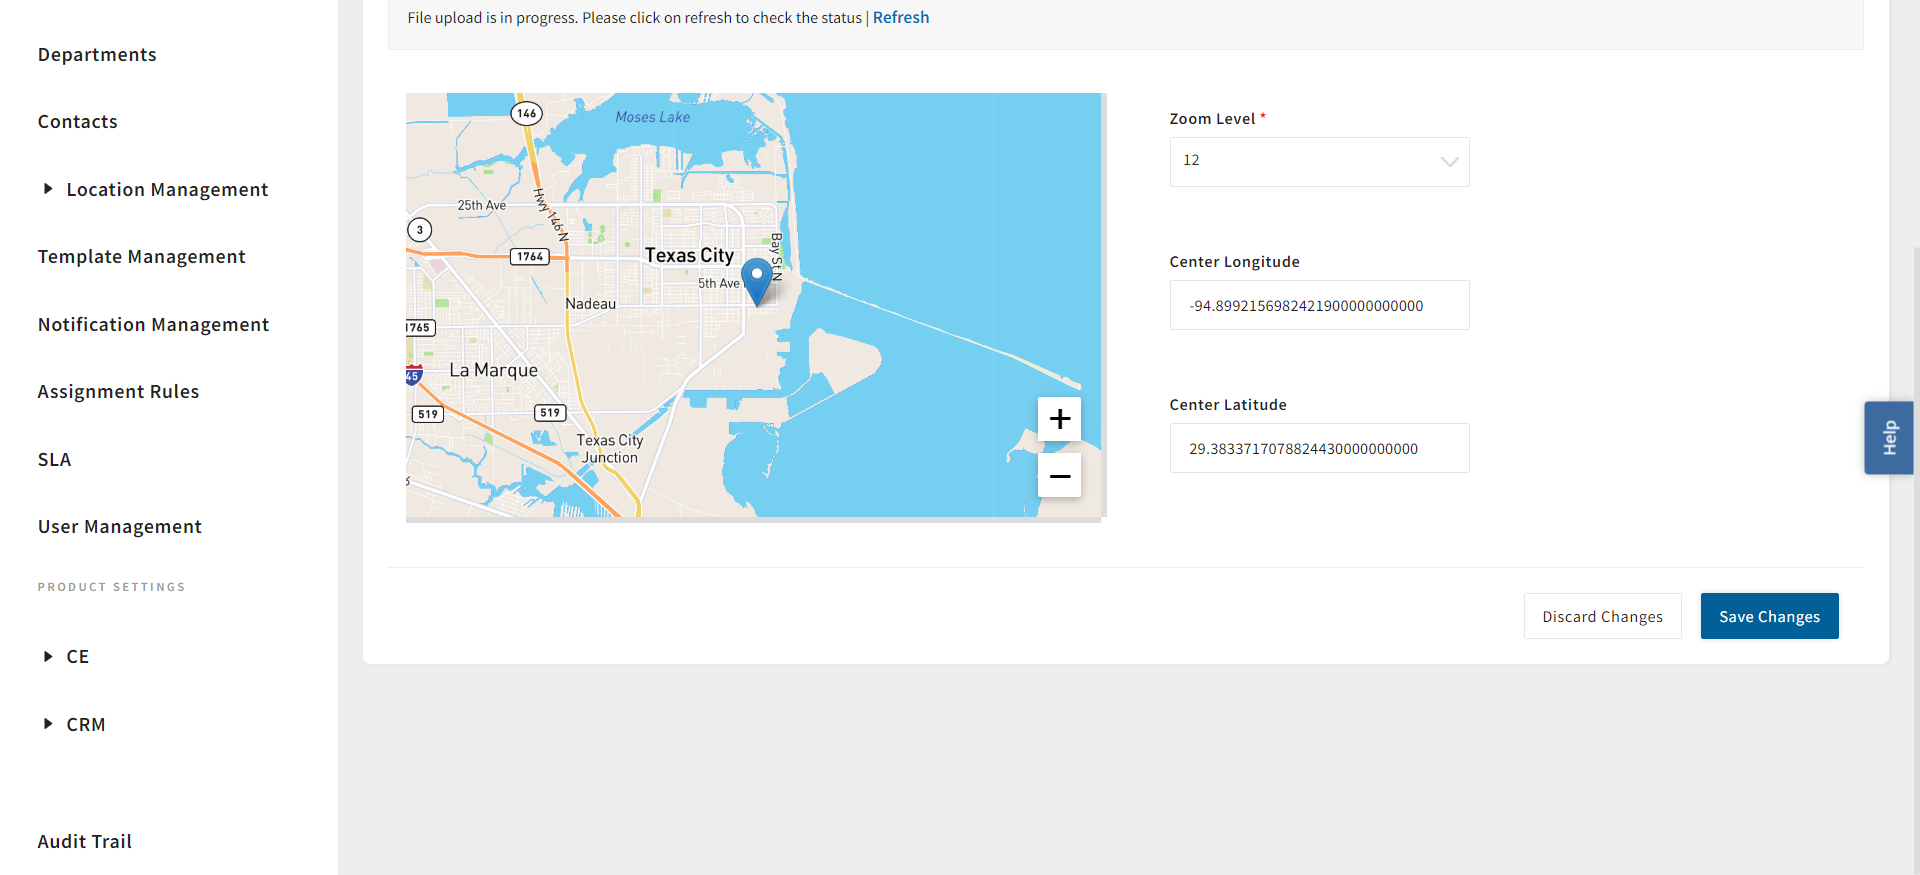 File upload is in progress. Please click on refresh to check the status | Refresh
Departments
Contacts
Location Management
Template Management
Notification Management
Assignment Rules
SLA
User Management
PRODUCT SETTINGS
CE
CRM
Audit Trail
146
Moses Lake
25th Ave
Hwy 146 N
3
1764
Texas City
Bay St N
5th Ave
Nadeau
1765
La Marque
45
519
519
Texas City
Junction
+
−
Zoom Level *
12
Center Longitude
-94.8992156982421900000000000
Center Latitude
29.3833717078824430000000000
Help
Discard Changes
Save Changes